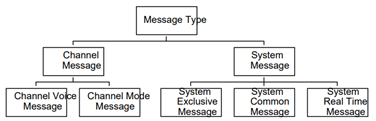 Message Type
Channel
Message
System
Message
Channel Voice
Message
Channel Mode
Message
System
Exclusive
Message
System
Common
Message
System
Real Time
Message